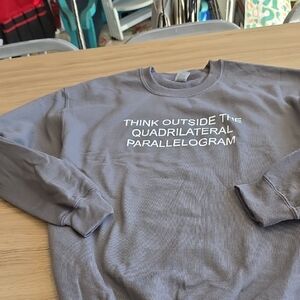 THINK OUTSIDE THE
QUADRILATERAL
PARALLELOGRAM